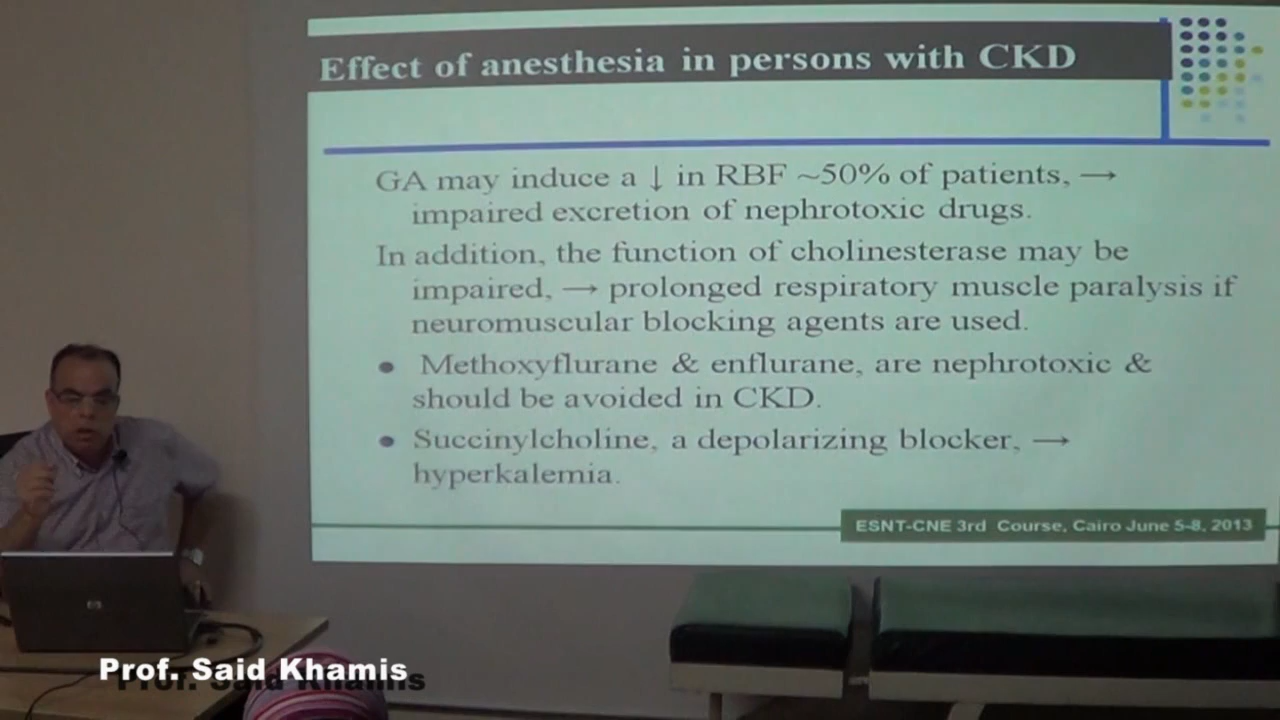 Effect of anesthesia in persons with CKD
GA may induce a ↓ in RBF ~50% of patients, →
impaired excretion of nephrotoxic drugs.
In addition, the function of cholinesterase may be
impaired, → prolonged respiratory muscle paralysis if
neuromuscular blocking agents are used.
• Methoxyflurane & enflurane, are nephrotoxic &
should be avoided in CKD.
• Succinylcholine, a depolarizing blocker, →
hyperkalemia.
ESNT-CNE 3rd Course, Cairo June 5-8, 2013
hp
Prof. Said Khamis